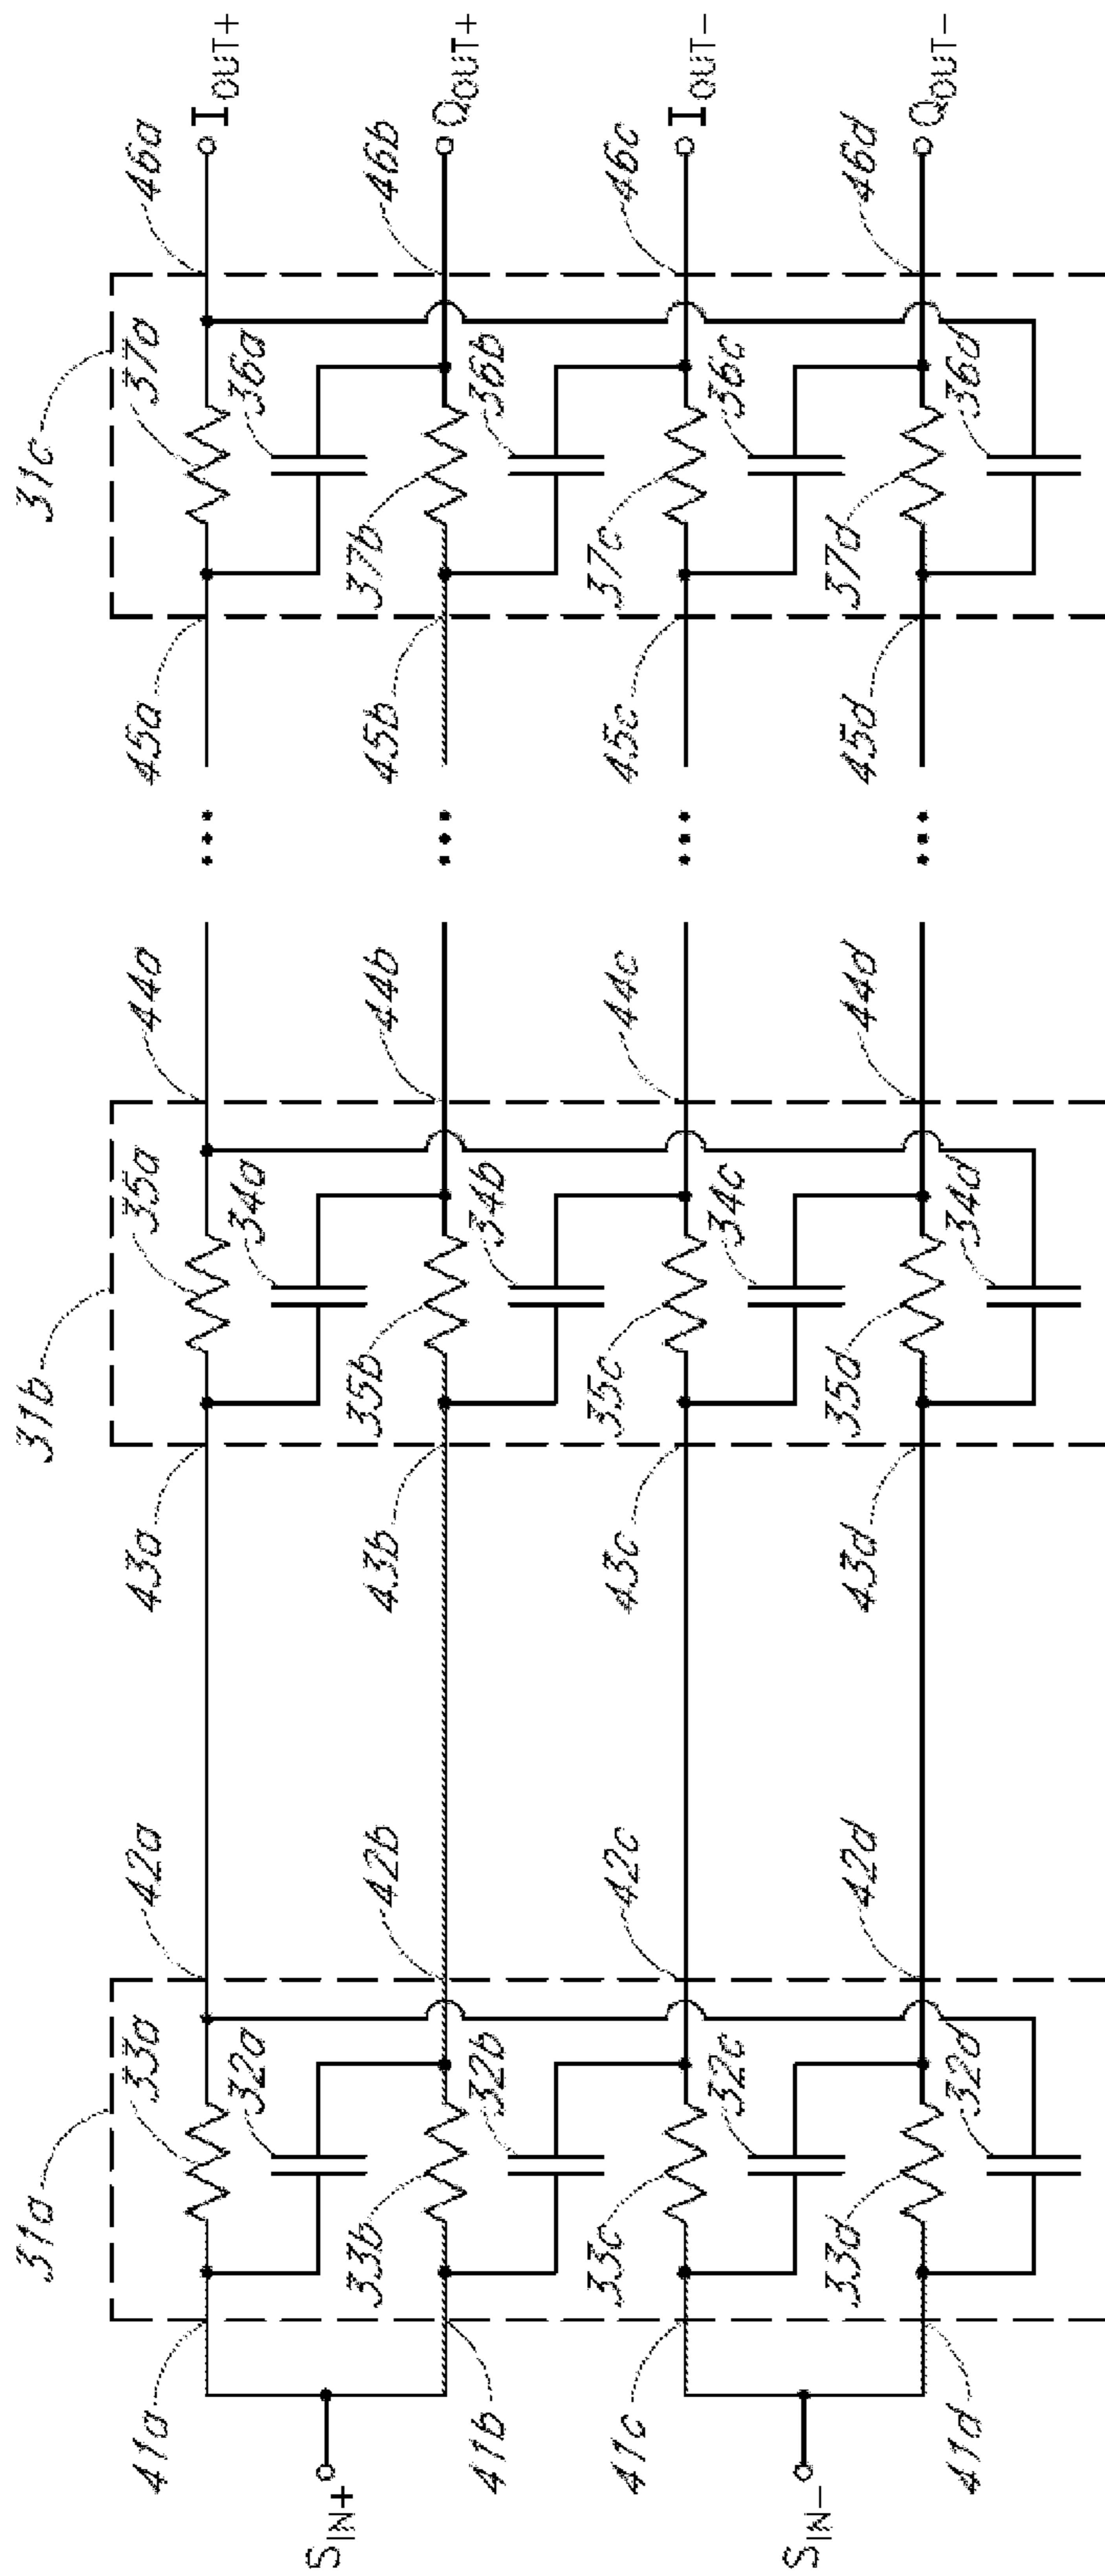 31a
31b
31c
41a
33a
42a
43a
35a
44a
45a
37a
46a
I_OUT+
S_IN+
32a
34a
36a
41b
33b
42b
43b
35b
44b
45b
37b
46b
Q_OUT+
32b
34b
36b
41c
33c
42c
43c
35c
44c
45c
37c
46c
I_OUT-
S_IN-
32c
34c
36c
41d
33d
42d
43d
35d
44d
45d
37d
46d
Q_OUT-
32d
34d
36d